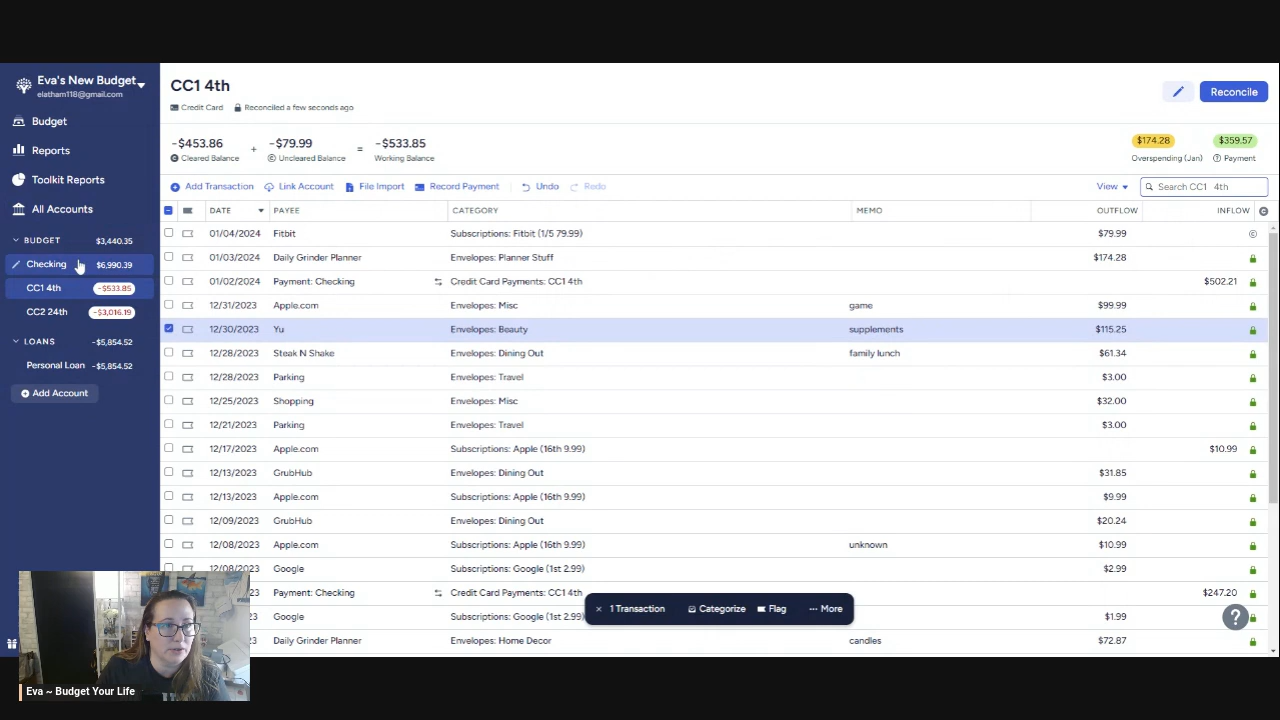 Eva's New Budget
elatham118@gmail.com
Budget
Reports
Toolkit Reports
All Accounts
BUDGET $3,440.35
Checking $6,990.39
CC1 4th -$533.85
CC2 24th -$3,016.19
LOANS -$5,854.52
Personal Loan -$5,854.52
Add Account
CC1 4th
Credit Card Reconciled a few seconds ago
Reconcile
-$453.86 + -$79.99 = -$533.85
C Cleared Balance C Uncleared Balance Working Balance
$174.28 $359.57
Overspending (Jan) Payment
Add Transaction Link Account File Import Record Payment Undo Redo View Search CC1 4th
DATE PAYEE CATEGORY MEMO OUTFLOW INFLOW C
01/04/2024 Fitbit Subscriptions: Fitbit (1/5 79.99) $79.99 C
01/03/2024 Daily Grinder Planner Envelopes: Planner Stuff $174.28
01/02/2024 Payment: Checking Credit Card Payments: CC1 4th $502.21
12/31/2023 Apple.com Envelopes: Misc game $99.99
12/30/2023 Yu Envelopes: Beauty supplements $115.25
12/28/2023 Steak N Shake Envelopes: Dining Out family lunch $61.34
12/28/2023 Parking Envelopes: Travel $3.00
12/25/2023 Shopping Envelopes: Misc $32.00
12/21/2023 Parking Envelopes: Travel $3.00
12/17/2023 Apple.com Subscriptions: Apple (16th 9.99) $10.99
12/13/2023 GrubHub Envelopes: Dining Out $31.85
12/13/2023 Apple.com Subscriptions: Apple (16th 9.99) $9.99
12/09/2023 GrubHub Envelopes: Dining Out $20.24
12/08/2023 Apple.com Subscriptions: Apple (16th 9.99) unknown $10.99
12/08/2023 Google Subscriptions: Google (1st 2.99) $2.99
Payment: Checking Credit Card Payments: CC1 4th $247.20
Google Subscriptions: Google (1st 2.99) $1.99
Daily Grinder Planner Envelopes: Home Decor candles $72.87
× 1 Transaction Categorize Flag ··· More
?
Eva ~ Budget Your Life